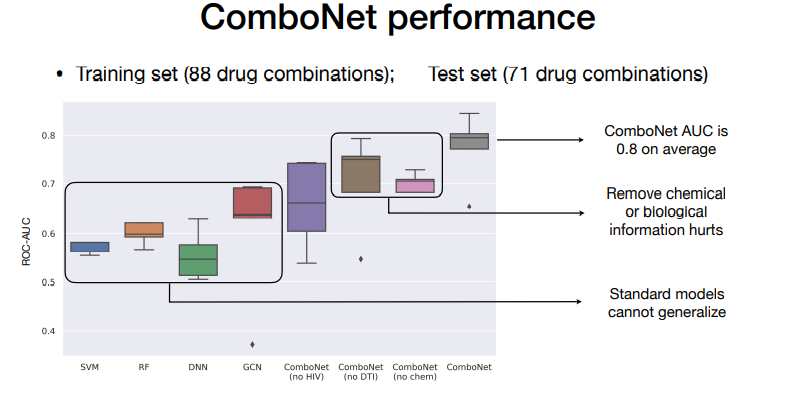 ComboNet performance
• Training set (88 drug combinations); Test set (71 drug combinations)
0.8
0.7
0.6
0.5
0.4
ROC-AUC
SVM
RF
DNN
GCN
ComboNet
(no HIV)
ComboNet
(no DTI)
ComboNet
(no chem)
ComboNet
ComboNet AUC is
0.8 on average
Remove chemical
or biological
information hurts
Standard models
cannot generalize